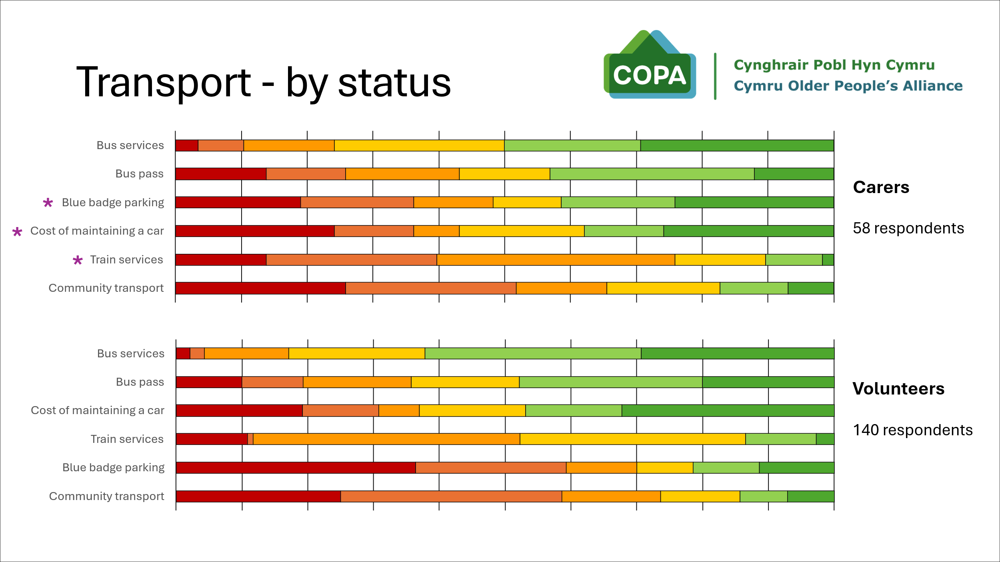 Transport - by status
COPA
Cynghrair Pobl Hyn Cymru
Cymru Older People's Alliance
Bus services
Bus pass
* Blue badge parking
* Cost of maintaining a car
* Train services
Community transport
Carers
58 respondents
Bus services
Bus pass
Cost of maintaining a car
Train services
Blue badge parking
Community transport
Volunteers
140 respondents